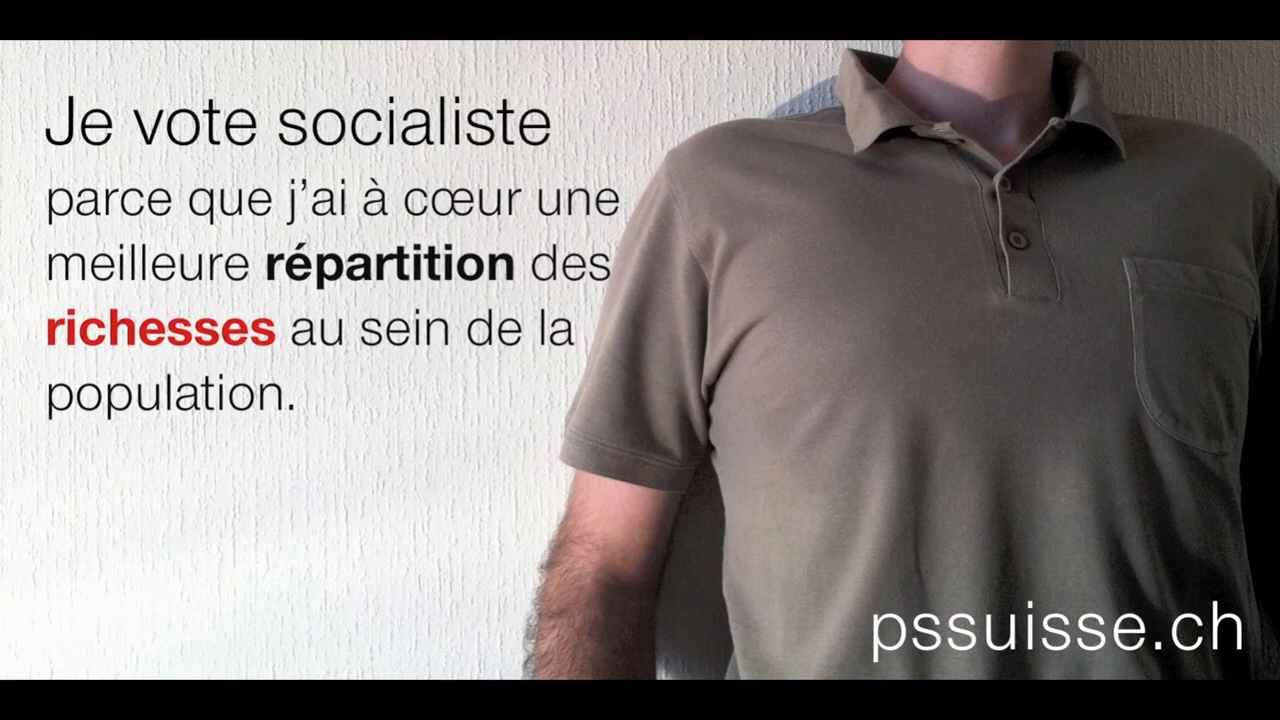 Je vote socialiste
parce que j’ai à cœur une
meilleure répartition des
richesses au sein de la
population.
pssuisse.ch